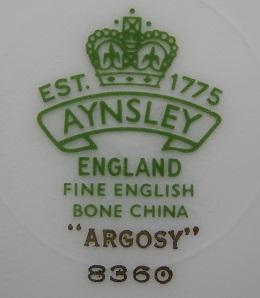 EST. 1775
AYNSLEY
ENGLAND
FINE ENGLISH
BONE CHINA
"ARGOSY"
8360